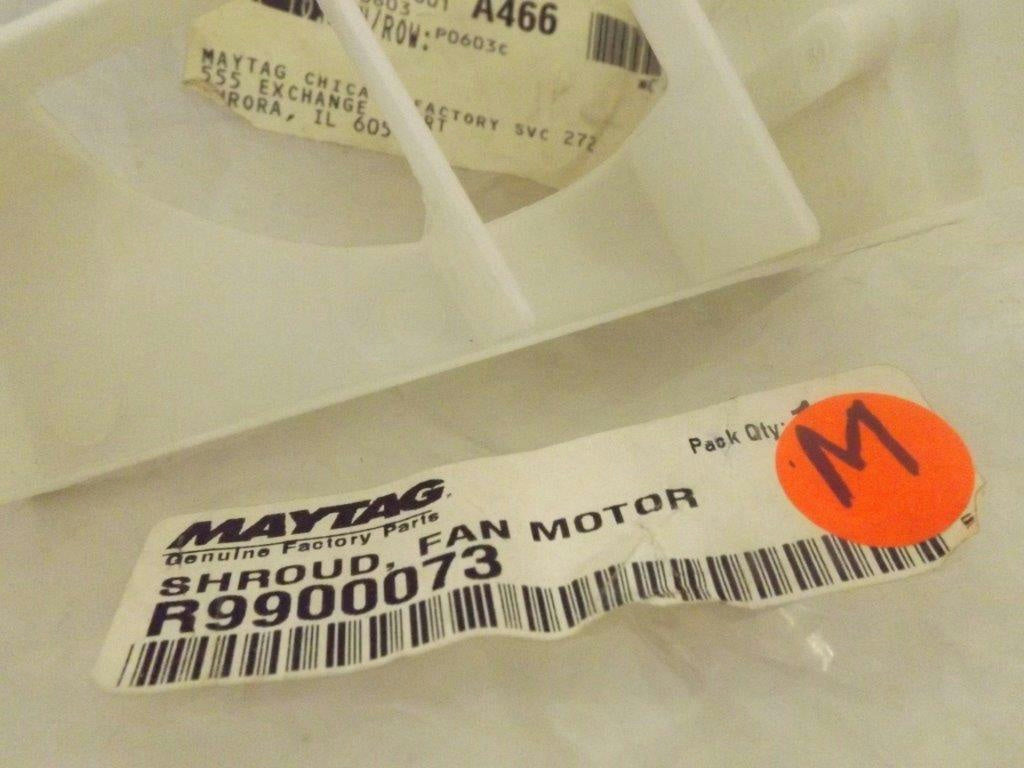 A466
/ROW: P0603C
MAYTAG CHICA FACTORY SVC 272
555 EXCHANGE
RORA, IL 605 RT
MAYTAG
Genuine Factory Parts
Pack Qty:
M
SHROUD, FAN MOTOR
R9900073